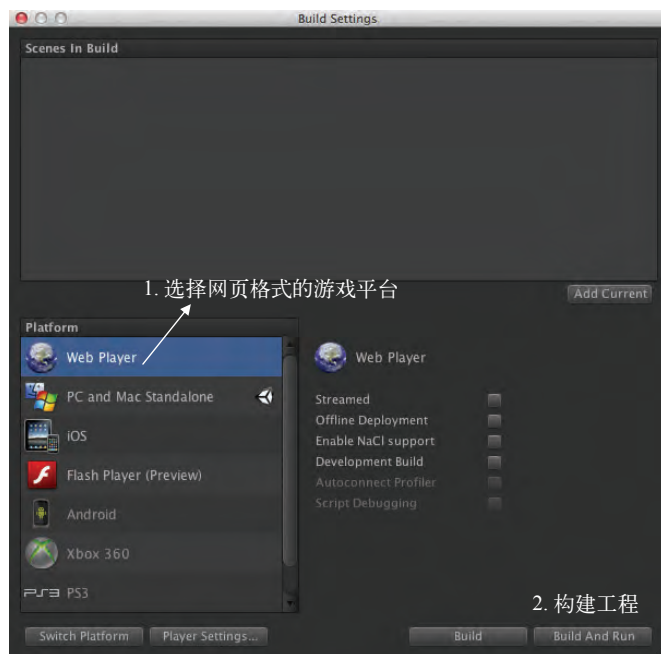 Build Settings
Scenes In Build
1. 选择网页格式的游戏平台
Add Current
Platform
Web Player
PC and Mac Standalone
iOS
Flash Player (Preview)
Android
Xbox 360
PS3 PS3
Web Player
Streamed
Offline Deployment
Enable NaCl support
Development Build
Autoconnect Profiler
Script Debugging
2. 构建工程
Switch Platform
Player Settings...
Build
Build And Run